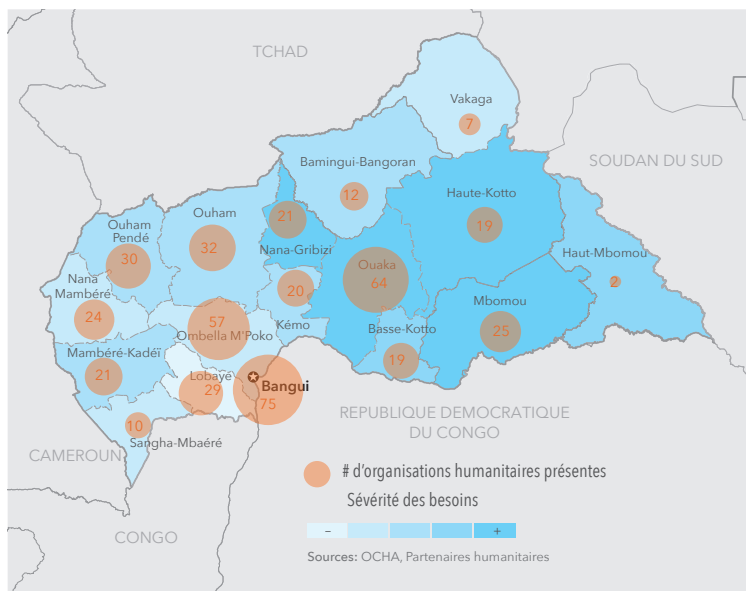 TCHAD
Vakaga
7
SOUDAN DU SUD
Bamingui-Bangoran
12
Haute-Kotto
19
Ouham
32
21
Nana-Gribizi
Ouham
Pendé
30
Haut-Mbomou
2
Ouaka
64
Nana
Mambéré
24
20
Kémo
Mbomou
25
57
Ombella M'Poko
Basse-Kotto
19
Mambéré-Kadéï
21
Lobayé
29
Bangui
75
10
Sangha-Mbaéré
REPUBLIQUE DEMOCRATIQUE
DU CONGO
CAMEROUN
CONGO
# d'organisations humanitaires présentes
Sévérité des besoins
– +
Sources: OCHA, Partenaires humanitaires